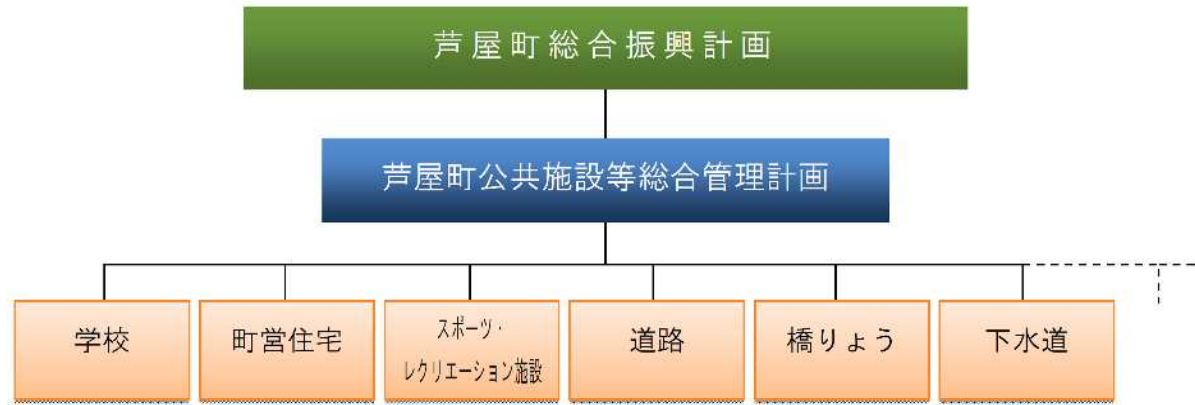 芦屋町総合振興計画
芦屋町公共施設等総合管理計画
学校
町営住宅
スポーツ・
レクリエーション施設
道路
橋りょう
下水道